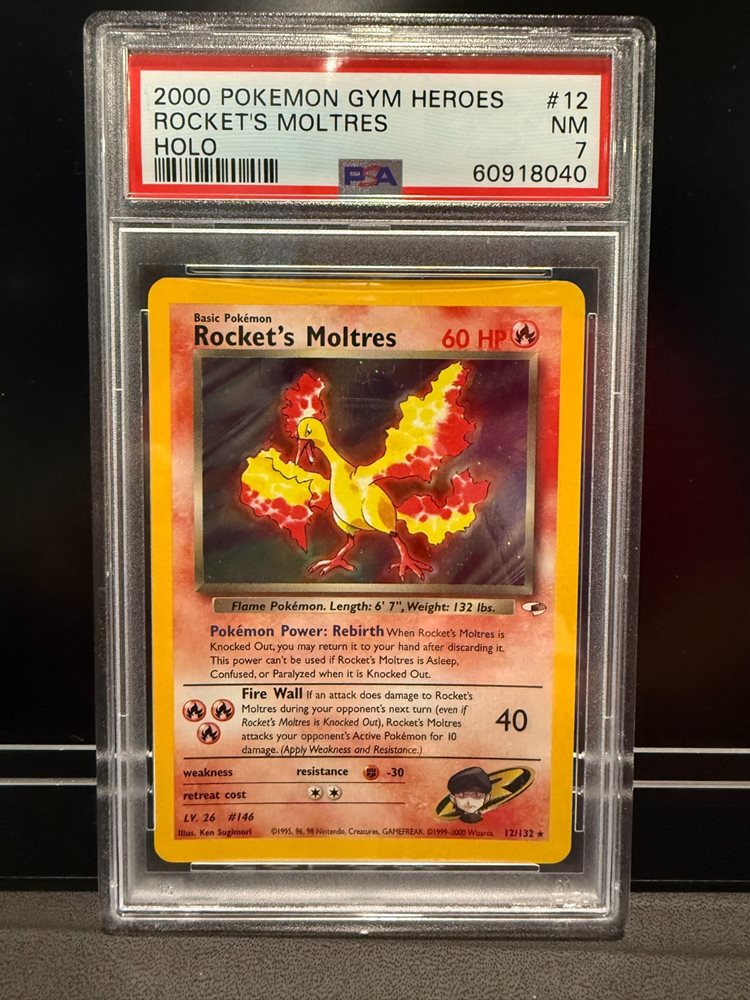 2000 POKEMON GYM HEROES #12
ROCKET'S MOLTRES NM
HOLO 7
PSA 60918040
Basic Pokémon
Rocket's Moltres 60 HP
Flame Pokémon. Length: 6' 7", Weight: 132 lbs.
Pokémon Power: Rebirth When Rocket's Moltres is
Knocked Out, you may return it to your hand after discarding it.
This power can't be used if Rocket's Moltres is Asleep,
Confused, or Paralyzed when it is Knocked Out.
Fire Wall If an attack does damage to Rocket's
Moltres during your opponent's next turn (even if
Rocket's Moltres is Knocked Out), Rocket's Moltres
attacks your opponent's Active Pokémon for 10
damage. (Apply Weakness and Resistance.)
40
weakness resistance -30
retreat cost
LV. 26 #146
Illus. Ken Sugimori ©1995, 96, 98 Nintendo, Creatures, GAMEFREAK. ©1999-2000 Wizards. 12/132 ★